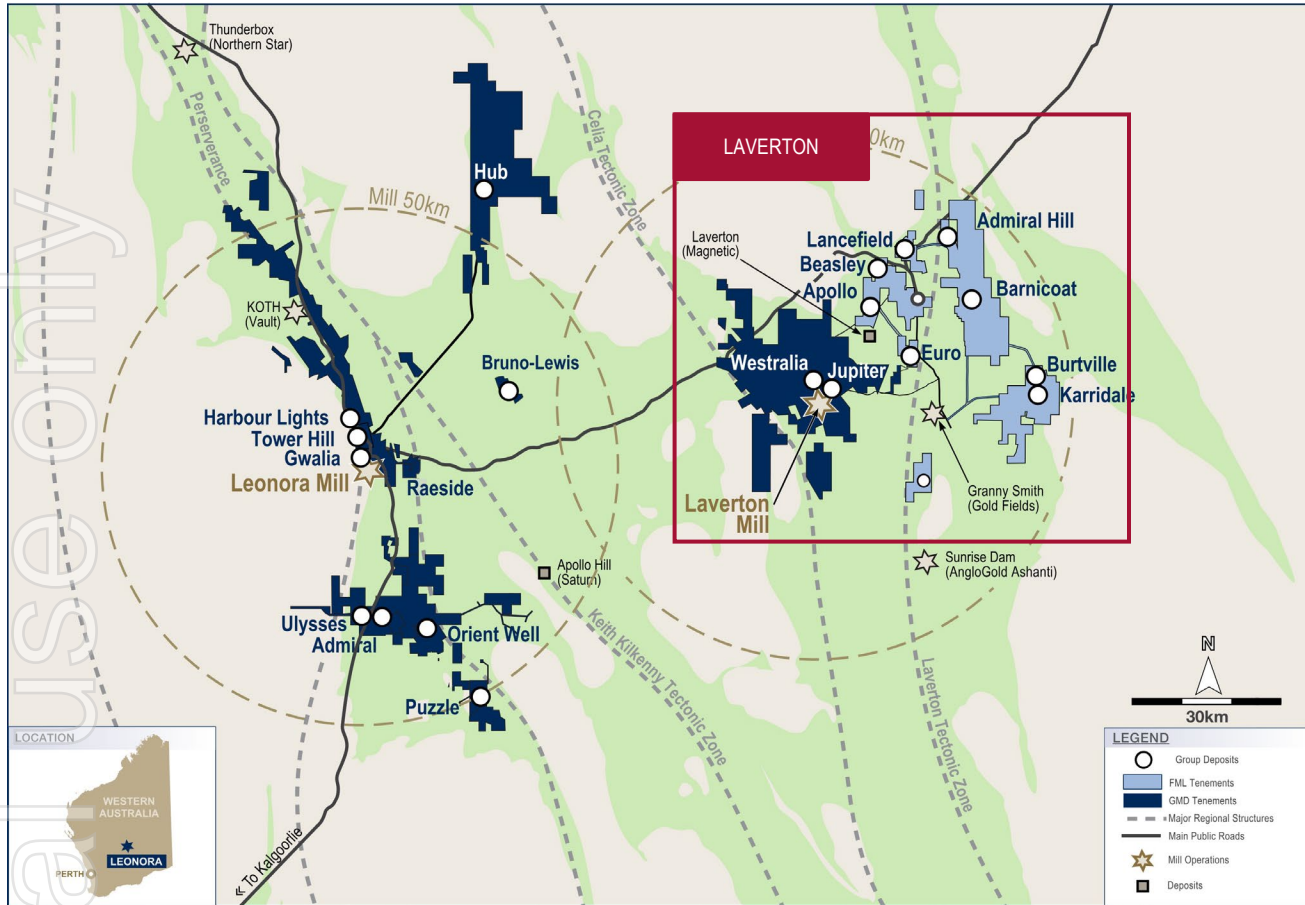 Thunderbox
(Northern Star)
Perserverance
Hub
Mill 50km
Celia Tectonic Zone
LAVERTON
0km
Admiral Hill
Lancefield
Laverton
(Magnetic)
Beasley
Apollo
Barnicoat
KOTH
(Vault)
Bruno-Lewis
Westralia
Jupiter
Euro
Burtville
Karridale
Harbour Lights
Tower Hill
Gwalia
Leonora Mill
Raeside
Laverton
Mill
Granny Smith
(Gold Fields)
Sunrise Dam
(AngloGold Ashanti)
Apollo Hill
(Saturn)
Ulysses
Admiral
Orient Well
Keith Kilkenny Tectonic Zone
Laverton Tectonic Zone
Puzzle
N
30km
<< To Kalgoorlie
LOCATION
WESTERN
AUSTRALIA
LEONORA
PERTH
LEGEND
Group Deposits
FML Tenements
GMD Tenements
Major Regional Structures
Main Public Roads
Mill Operations
Deposits
al use only